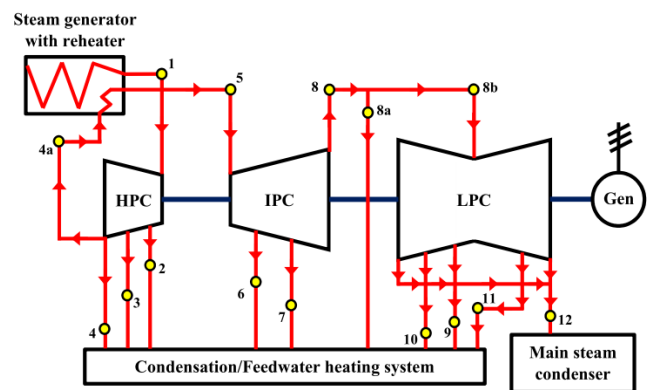 Steam generator
with reheater
1
5
8
8a
8b
4a
HPC
IPC
LPC
Gen
2
3
4
6
7
9
10
11
12
Condensation/Feedwater heating system
Main steam
condenser